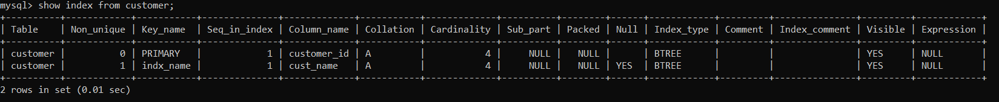 mysql> show index from customer;
+----------+------------+-----------+--------------+-------------+-----------+-------------+----------+--------+------+------------+---------+---------------+---------+------------+
| Table    | Non_unique | Key_name  | Seq_in_index | Column_name | Collation | Cardinality | Sub_part | Packed | Null | Index_type | Comment | Index_comment | Visible | Expression |
+----------+------------+-----------+--------------+-------------+-----------+-------------+----------+--------+------+------------+---------+---------------+---------+------------+
| customer |          0 | PRIMARY   |            1 | customer_id | A         |           4 |     NULL |   NULL |      | BTREE      |         |               | YES     | NULL       |
| customer |          1 | indx_name |            1 | cust_name   | A         |           4 |     NULL |   NULL | YES  | BTREE      |         |               | YES     | NULL       |
+----------+------------+-----------+--------------+-------------+-----------+-------------+----------+--------+------+------------+---------+---------------+---------+------------+
2 rows in set (0.01 sec)